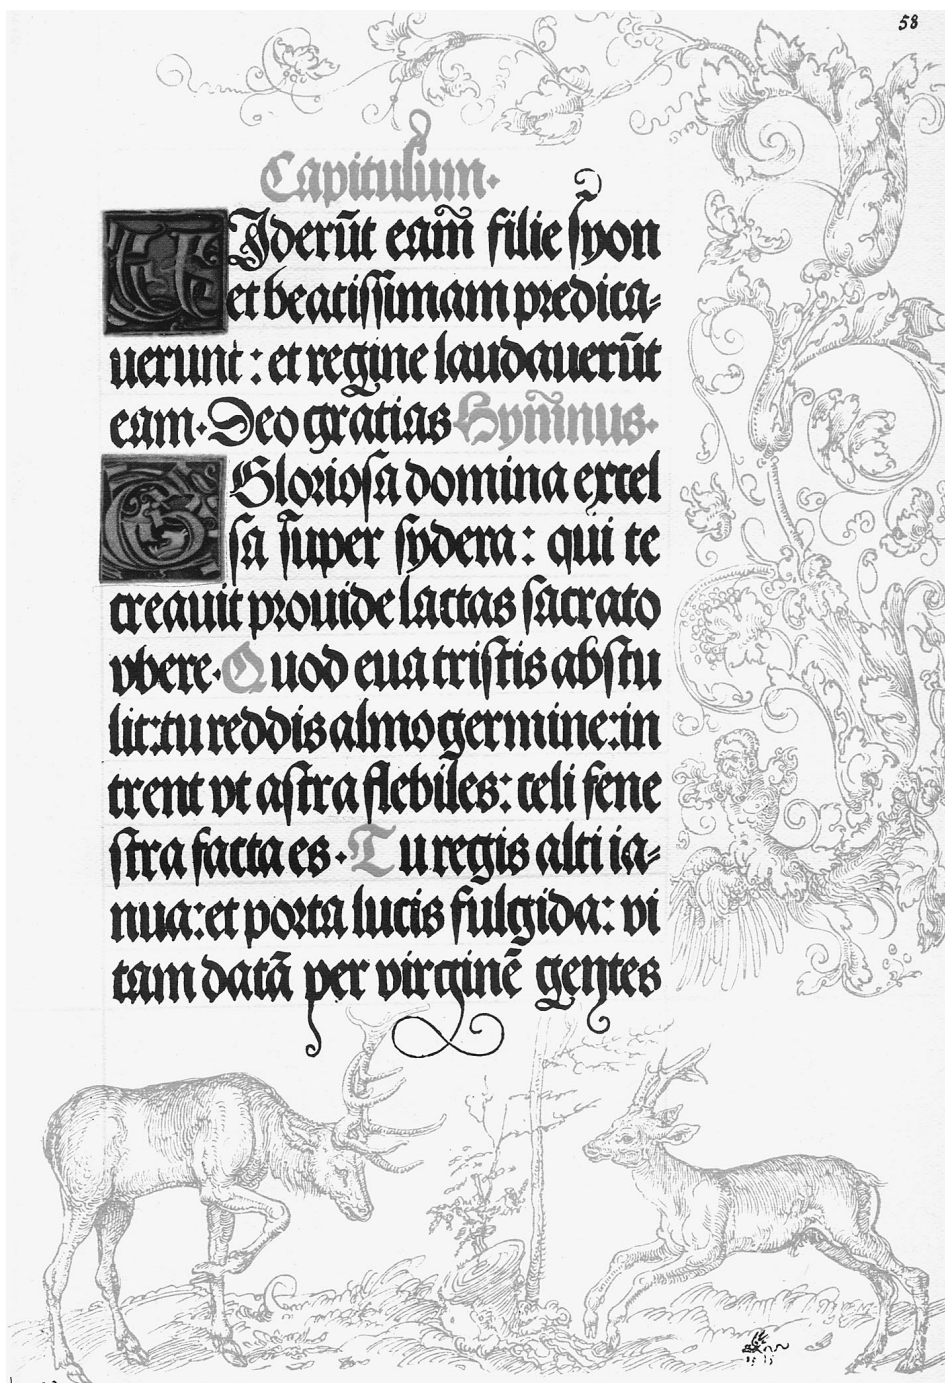 58
Capitulum.
VIderūt eam̄ filie syon
et beatissimam predica-
uerunt: et regine laudauerūt
eam. Deo gratias Hym̄nus.
O Gloriosa domina excel
sa super sydera: qui te
creauit prouide lactas sacrato
vbere. Quod eua tristis abstu
lit: tu reddis almo germine: in
trent vt astra flebiles: celi fene
stra facta es. Tu regis alti ia-
nua: et porta lucis fulgida: vi
tam datā per virginē gentes